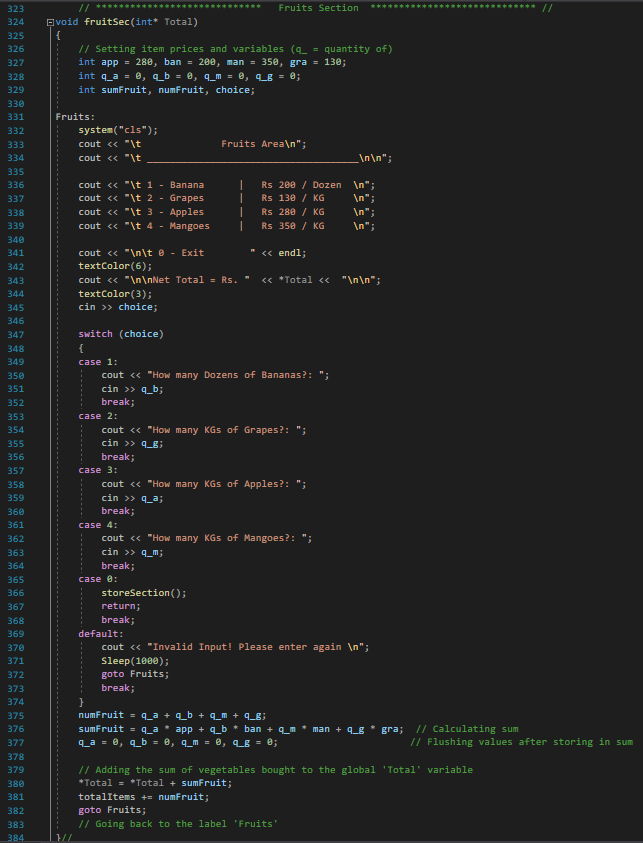 323 // ***************************** Fruits Section ***************************** //
324 void fruitSec(int* Total)
325 {
326 // Setting item prices and variables (q_ = quantity of)
327 int app = 280, ban = 200, man = 350, gra = 130;
328 int q_a = 0, q_b = 0, q_m = 0, q_g = 0;
329 int sumFruit, numFruit, choice;
330
331 Fruits:
332 system("cls");
333 cout << "\t Fruits Area\n";
334 cout << "\t _____________________________________\n\n";
335
336 cout << "\t 1 - Banana | Rs 200 / Dozen \n";
337 cout << "\t 2 - Grapes | Rs 130 / KG \n";
338 cout << "\t 3 - Apples | Rs 280 / KG \n";
339 cout << "\t 4 - Mangoes | Rs 350 / KG \n";
340
341 cout << "\n\t 0 - Exit " << endl;
342 textColor(6);
343 cout << "\n\nNet Total = Rs. " << *Total << "\n\n";
344 textColor(3);
345 cin >> choice;
346
347 switch (choice)
348 {
349 case 1:
350 cout << "How many Dozens of Bananas?: ";
351 cin >> q_b;
352 break;
353 case 2:
354 cout << "How many KGs of Grapes?: ";
355 cin >> q_g;
356 break;
357 case 3:
358 cout << "How many KGs of Apples?: ";
359 cin >> q_a;
360 break;
361 case 4:
362 cout << "How many KGs of Mangoes?: ";
363 cin >> q_m;
364 break;
365 case 0:
366 storeSection();
367 return;
368 break;
369 default:
370 cout << "Invalid Input! Please enter again \n";
371 Sleep(1000);
372 goto Fruits;
373 break;
374 }
375 numFruit = q_a + q_b + q_m + q_g;
376 sumFruit = q_a * app + q_b * ban + q_m * man + q_g * gra; // Calculating sum
377 q_a = 0, q_b = 0, q_m = 0, q_g = 0; // Flushing values after storing in sum
378
379 // Adding the sum of vegetables bought to the global 'Total' variable
380 *Total = *Total + sumFruit;
381 totalItems += numFruit;
382 goto Fruits;
383 // Going back to the label 'Fruits'
384 }//